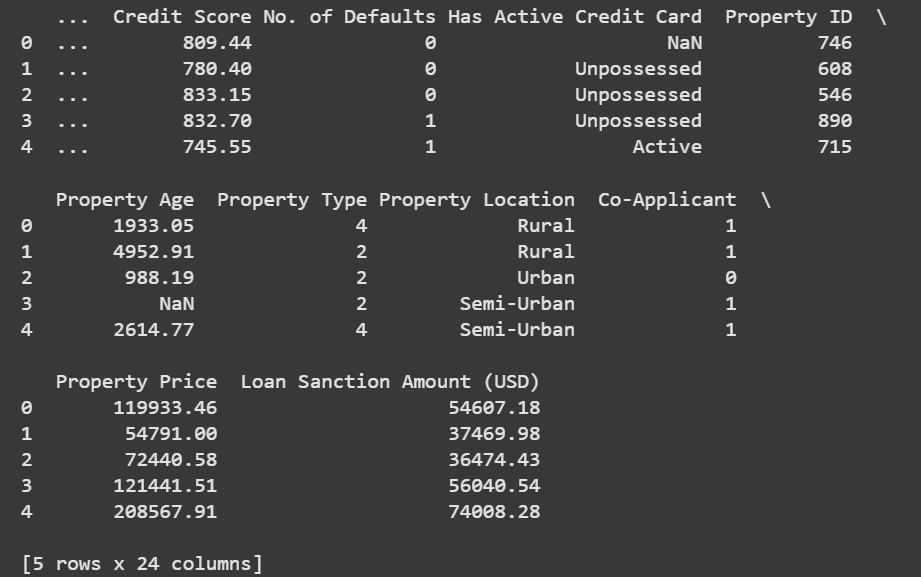 ... Credit Score No. of Defaults Has Active Credit Card Property ID \
0 ... 809.44 0 NaN 746
1 ... 780.40 0 Unpossessed 608
2 ... 833.15 0 Unpossessed 546
3 ... 832.70 1 Unpossessed 890
4 ... 745.55 1 Active 715
Property Age Property Type Property Location Co-Applicant \
0 1933.05 4 Rural 1
1 4952.91 2 Rural 1
2 988.19 2 Urban 0
3 NaN 2 Semi-Urban 1
4 2614.77 4 Semi-Urban 1
Property Price Loan Sanction Amount (USD)
0 119933.46 54607.18
1 54791.00 37469.98
2 72440.58 36474.43
3 121441.51 56040.54
4 208567.91 74008.28
[5 rows x 24 columns]